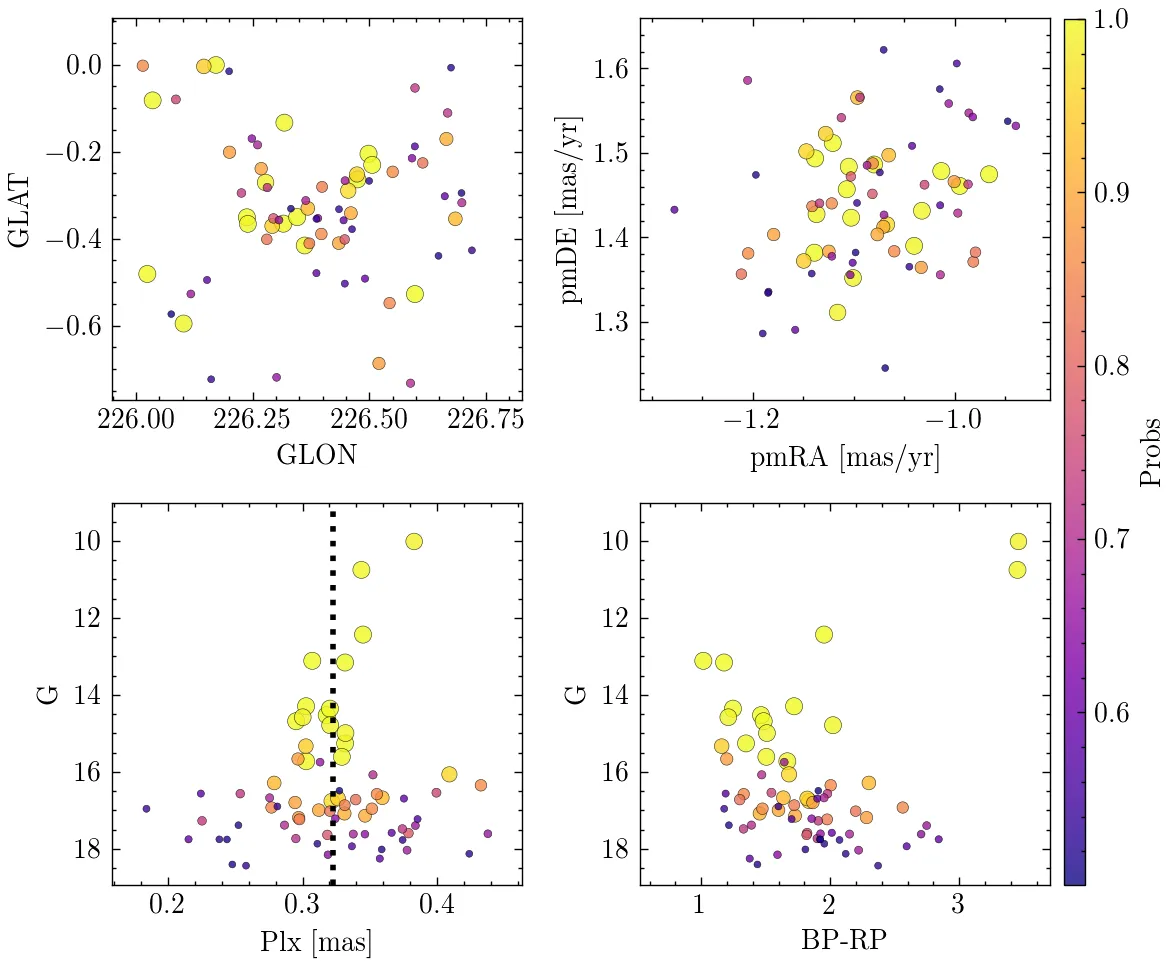 0.0
−0.2
−0.4
−0.6
GLAT
226.00 226.25 226.50 226.75
GLON
1.6
1.5
1.4
1.3
pmDE [mas/yr]
−1.2 −1.0
pmRA [mas/yr]
10
12
14
16
18
G
0.2 0.3 0.4
Plx [mas]
10
12
14
16
18
G
1 2 3
BP-RP
1.0
0.9
0.8
0.7
0.6
Probs